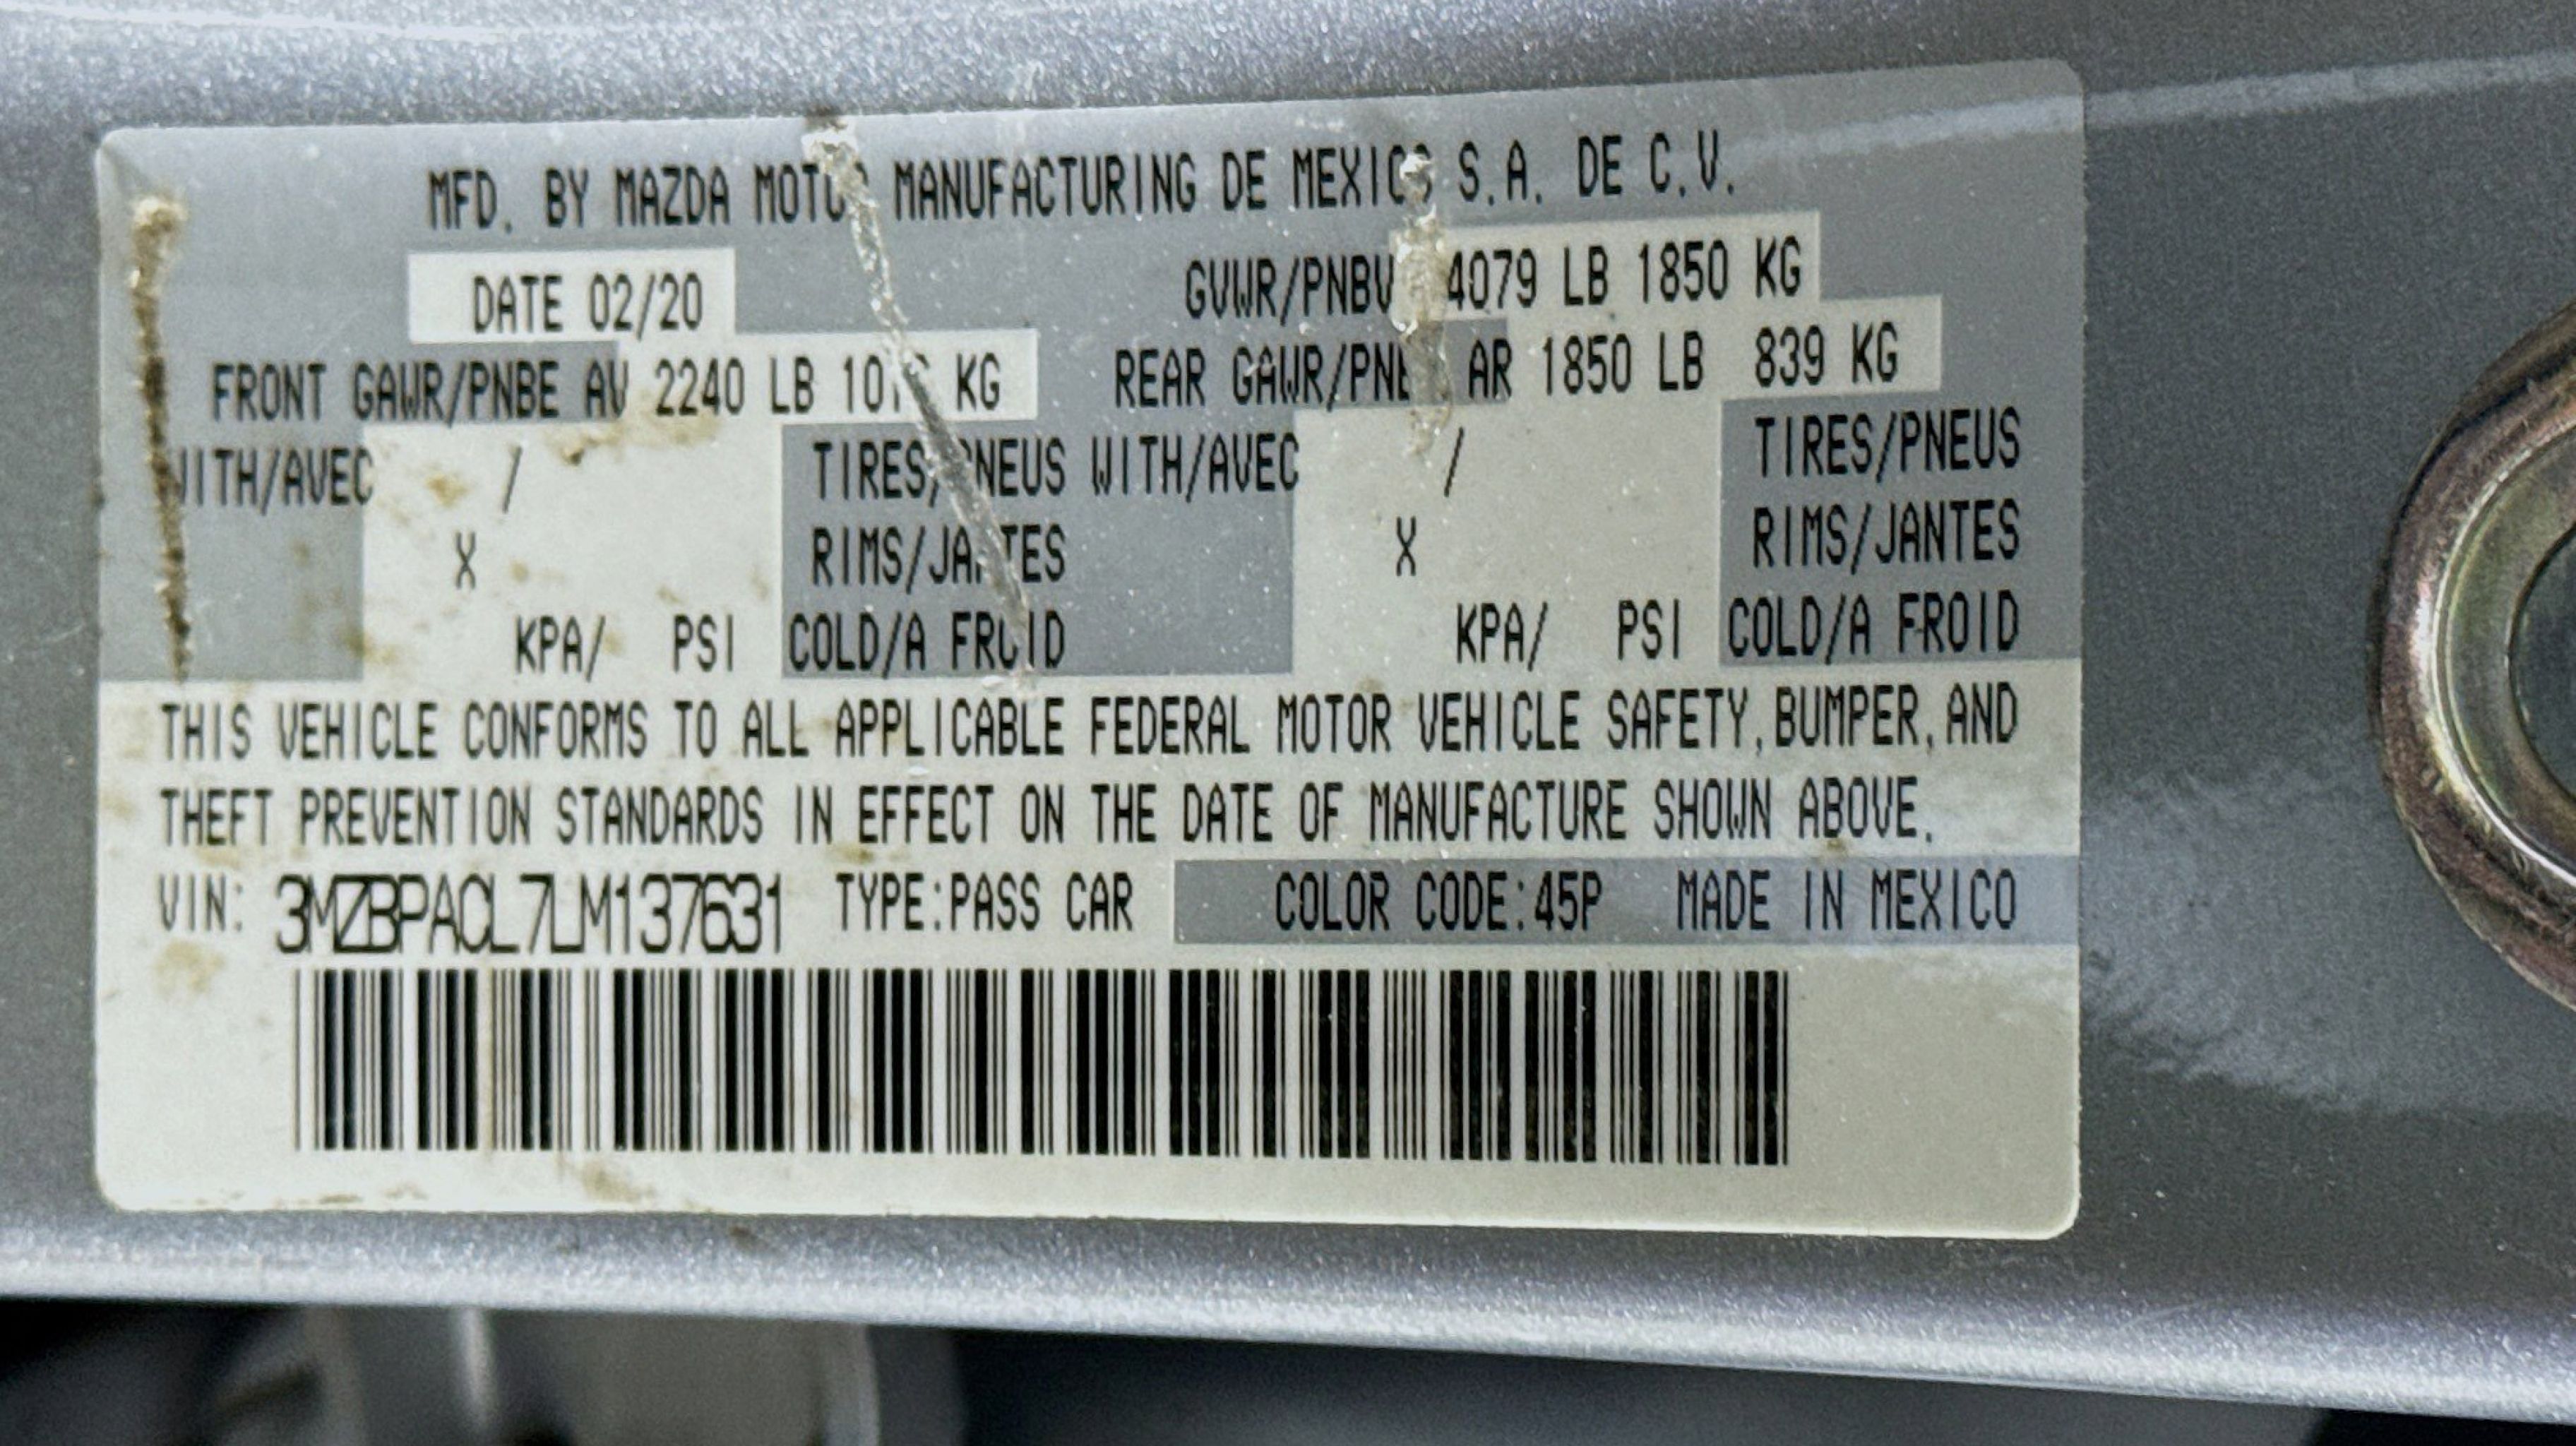 MFD. BY MAZDA MOTOR MANUFACTURING DE MEXICO S.A. DE C.V.
DATE 02/20 GVWR/PNBV 4079 LB 1850 KG
FRONT GAWR/PNBE AV 2240 LB KG REAR GAWR/PNBE AR 1850 LB 839 KG
WITH/AVEC / TIRES/PNEUS WITH/AVEC / TIRES/PNEUS
X RIMS/JANTES X RIMS/JANTES
KPA/ PSI COLD/A FROID KPA/ PSI COLD/A FROID
THIS VEHICLE CONFORMS TO ALL APPLICABLE FEDERAL MOTOR VEHICLE SAFETY, BUMPER, AND
THEFT PREVENTION STANDARDS IN EFFECT ON THE DATE OF MANUFACTURE SHOWN ABOVE.
VIN: 3MZBPACL7LM137631 TYPE:PASS CAR COLOR CODE:45P MADE IN MEXICO